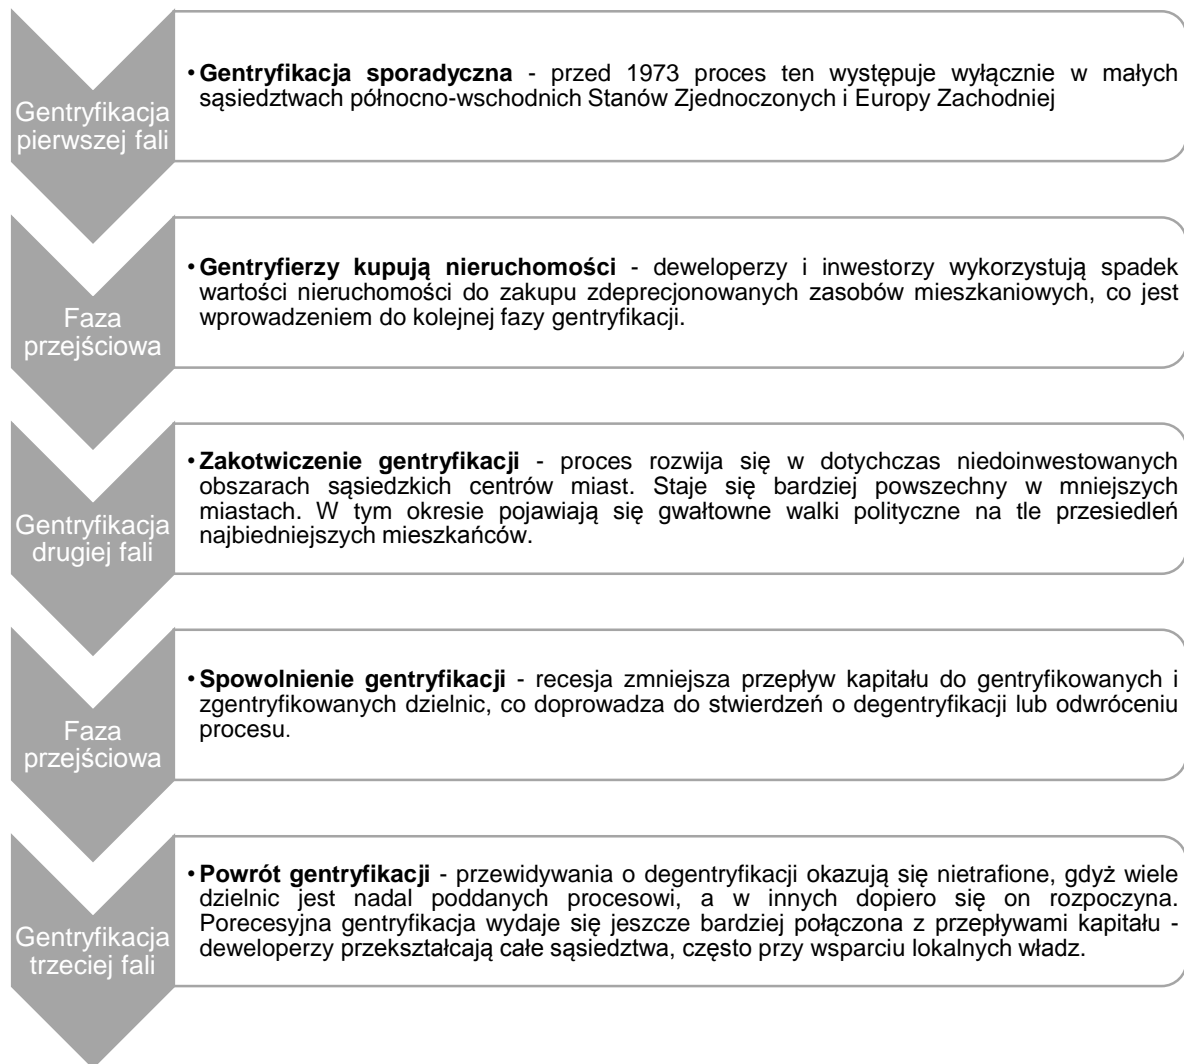 Gentryfikacja
pierwszej fali
• Gentryfikacja sporadyczna - przed 1973 proces ten występuje wyłącznie w małych
sąsiedztwach północno-wschodnich Stanów Zjednoczonych i Europy Zachodniej
Faza
przejściowa
• Gentryfierzy kupują nieruchomości - deweloperzy i inwestorzy wykorzystują spadek
wartości nieruchomości do zakupu zdeprecjonowanych zasobów mieszkaniowych, co jest
wprowadzeniem do kolejnej fazy gentryfikacji.
Gentryfikacja
drugiej fali
• Zakotwiczenie gentryfikacji - proces rozwija się w dotychczas niedoinwestowanych
obszarach sąsiedzkich centrów miast. Staje się bardziej powszechny w mniejszych
miastach. W tym okresie pojawiają się gwałtowne walki polityczne na tle przesiedleń
najbiedniejszych mieszkańców.
Faza
przejściowa
• Spowolnienie gentryfikacji - recesja zmniejsza przepływ kapitału do gentryfikowanych i
zgentryfikowanych dzielnic, co doprowadza do stwierdzeń o degentryfikacji lub odwróceniu
procesu.
Gentryfikacja
trzeciej fali
• Powrót gentryfikacji - przewidywania o degentryfikacji okazują się nietrafione, gdyż wiele
dzielnic jest nadal poddanych procesowi, a w innych dopiero się on rozpoczyna.
Porecesyjna gentryfikacja wydaje się jeszcze bardziej połączona z przepływami kapitału -
deweloperzy przekształcają całe sąsiedztwa, często przy wsparciu lokalnych władz.